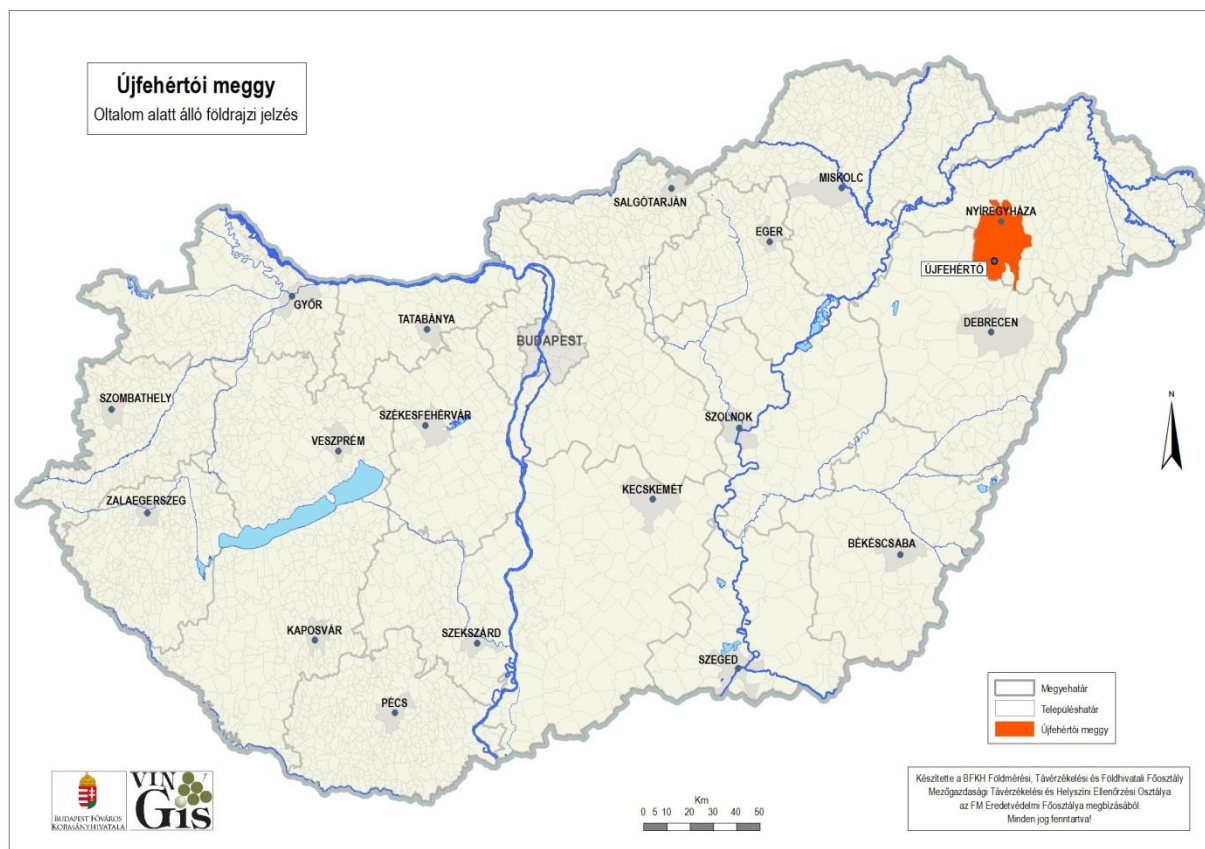 Újfehértói meggy
Oltalom alatt álló földrajzi jelzés
MISKOLC
SALGÓTARJÁN
NYÍREGYHÁZA
EGER
ÚJFEHÉRTÓ
GYŐR
TATABÁNYA
DEBRECEN
BUDAPEST
SZOMBATHELY
SZÉKESFEHÉRVÁR
SZOLNOK
VESZPRÉM
N
ZALAEGERSZEG
KECSKEMÉT
BÉKÉSCSABA
KAPOSVÁR
SZEKSZÁRD
SZEGED
PÉCS
Megyehatár
Településhatár
Újfehértói meggy
VIN
GIS
BUDAPEST FŐVÁROS
KORMÁNYHIVATALA
Km
0 5 10 20 30 40 50
Készítette a BFKH Földmérési, Távérzékelési és Földhivatali Főosztály
Mezőgazdasági Távérzékelési és Helyszíni Ellenőrzési Osztálya
az FM Eredetvédelmi Főosztálya megbízásából.
Minden jog fenntartva!